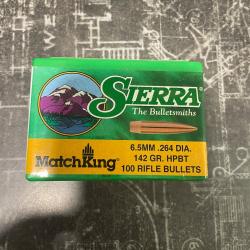 SIERRA
The Bulletsmiths
MatchKing
6.5MM .264 DIA.
142 GR. HPBT
100 RIFLE BULLETS